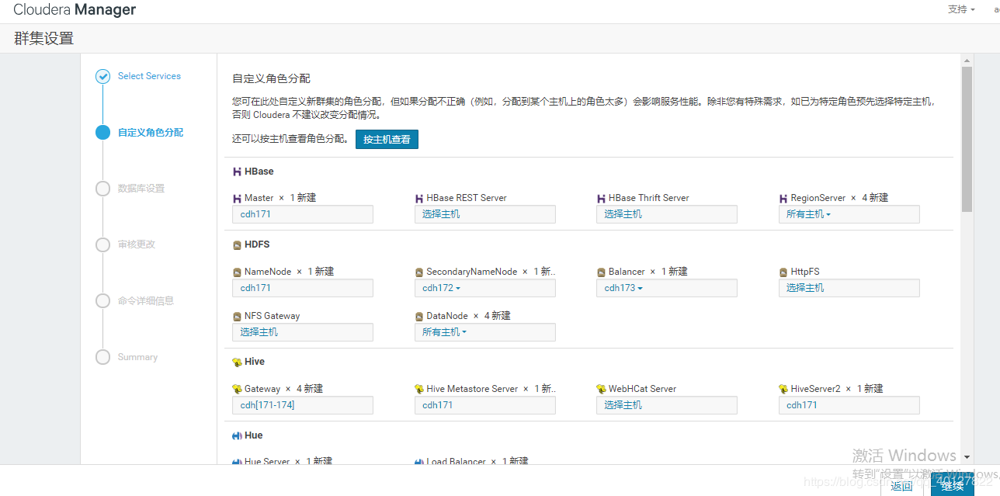 Cloudera Manager
支持
群集设置
Select Services
自定义角色分配
数据库设置
审核更改
命令详细信息
Summary
自定义角色分配
您可在此处自定义新群集的角色分配，但如果分配不正确（例如，分配到某个主机上的角色太多）会影响服务性能。除非您有特殊需求，如已为特定角色预先选择特定主机，
否则 Cloudera 不建议改变分配情况。
还可以按主机查看角色分配。 按主机查看
HBase
Master × 1 新建 HBase REST Server HBase Thrift Server RegionServer × 4 新建
cdh171 选择主机 选择主机 所有主机
HDFS
NameNode × 1 新建 SecondaryNameNode × 1 新.. Balancer × 1 新建 HttpFS
cdh171 cdh172 cdh173 选择主机
NFS Gateway DataNode × 4 新建
选择主机 所有主机
Hive
Gateway × 4 新建 Hive Metastore Server × 1 新.. WebHCat Server HiveServer2 × 1 新建
cdh[171-174] cdh171 选择主机 cdh171
Hue
Hue Server × 1 新建 Load Balancer × 1 新建
激活 Windows
转到"设置"以激活 Windows。
返回 继续